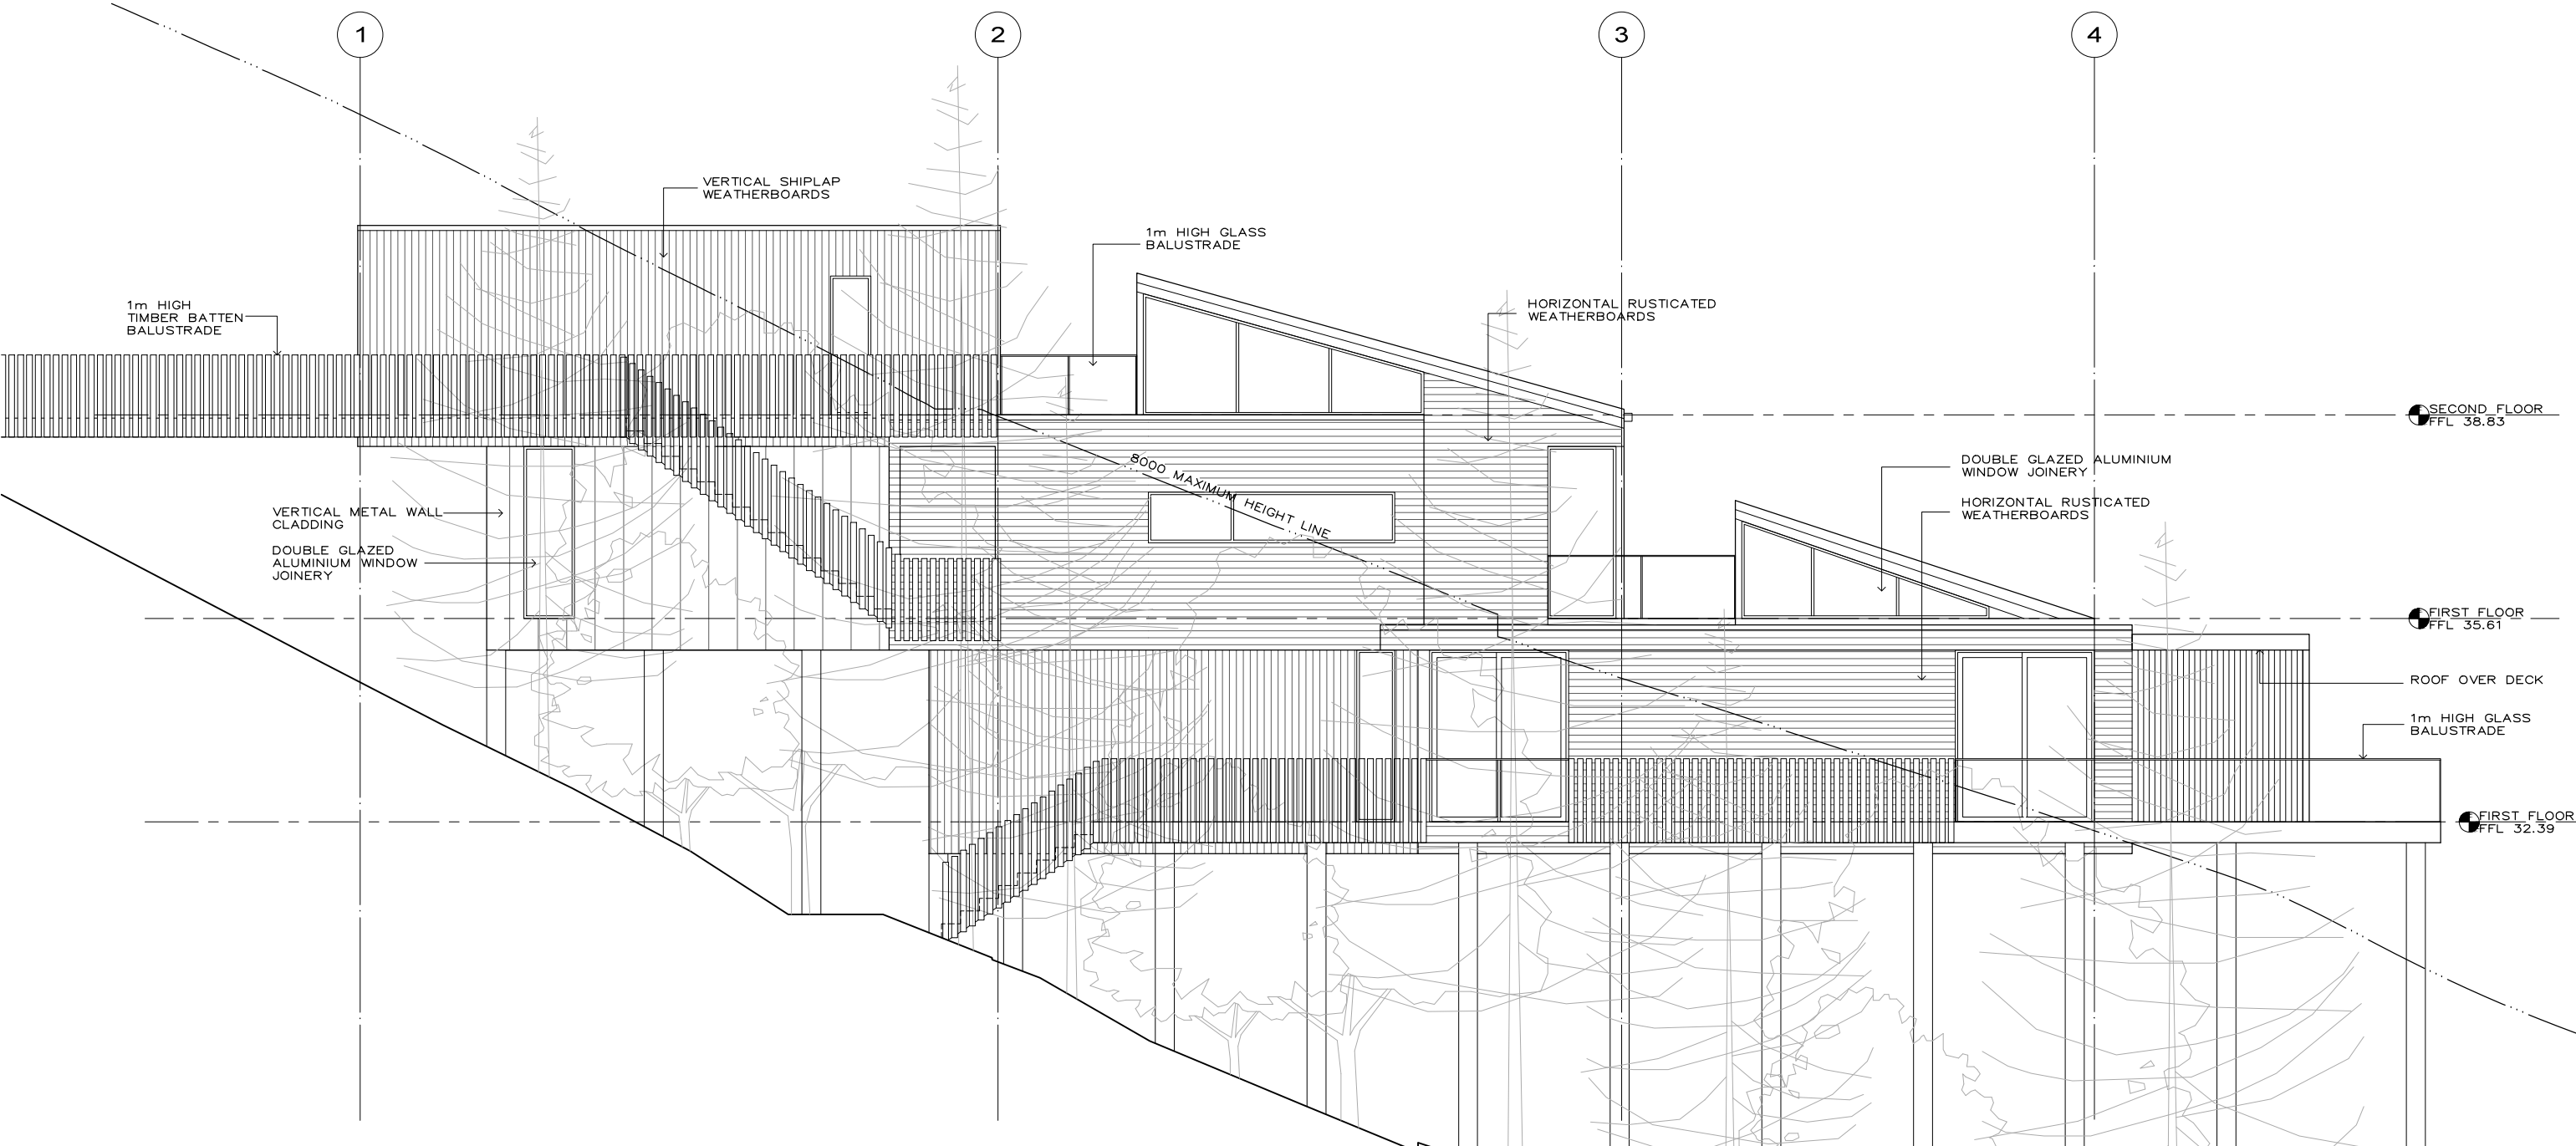 1
2
3
4
VERTICAL SHIPLAP
WEATHERBOARDS
1m HIGH GLASS
BALUSTRADE
1m HIGH
TIMBER BATTEN
BALUSTRADE
HORIZONTAL RUSTICATED
WEATHERBOARDS
SECOND FLOOR
FFL 38.83
8000 MAXIMUM HEIGHT LINE
DOUBLE GLAZED ALUMINIUM
WINDOW JOINERY
HORIZONTAL RUSTICATED
WEATHERBOARDS
VERTICAL METAL WALL
CLADDING
DOUBLE GLAZED
ALUMINIUM WINDOW
JOINERY
FIRST FLOOR
FFL 35.61
ROOF OVER DECK
1m HIGH GLASS
BALUSTRADE
FIRST FLOOR
FFL 32.39